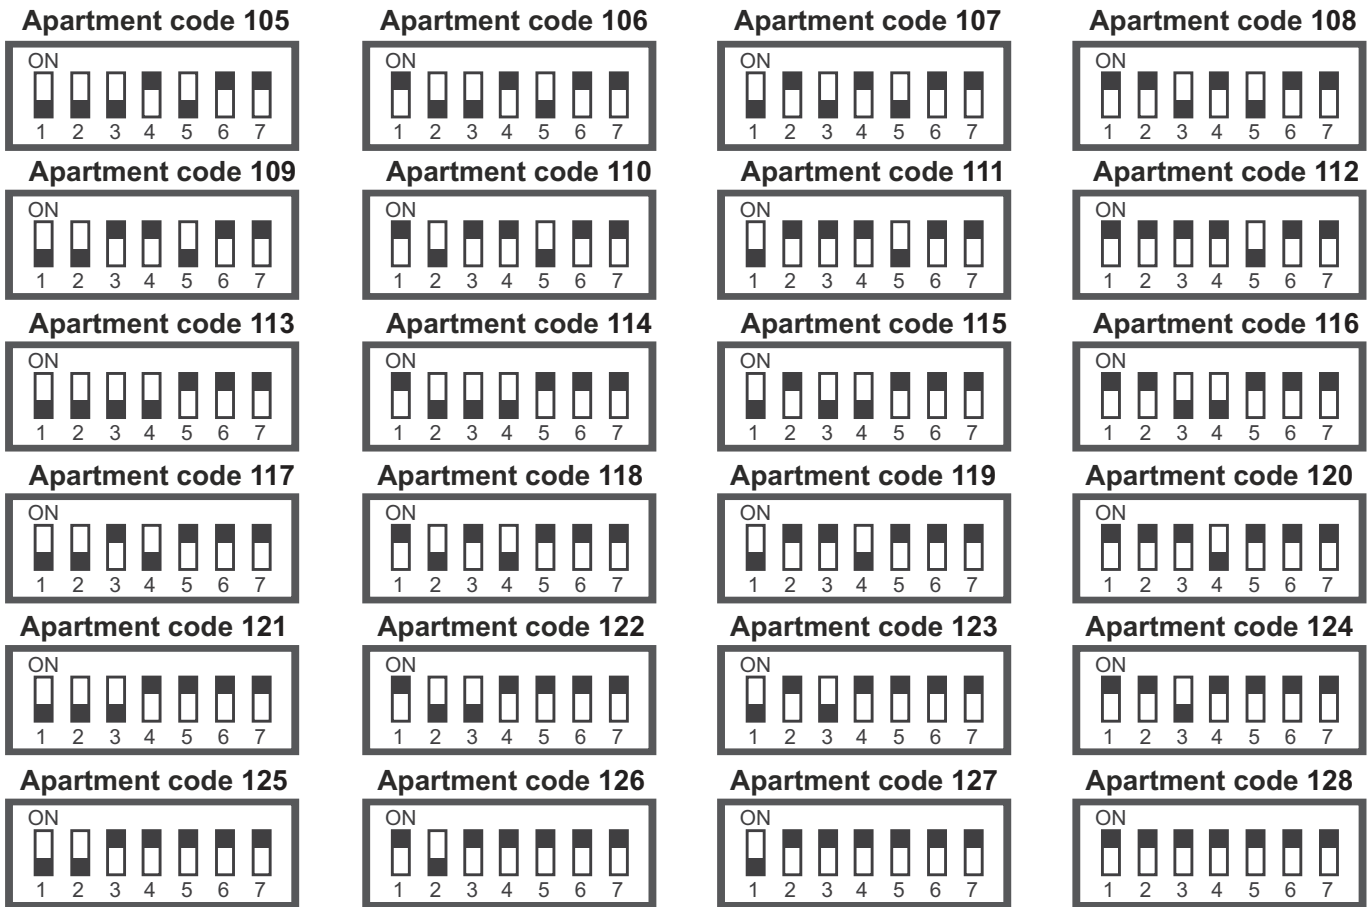 Apartment code 105 Apartment code 106 Apartment code 107 Apartment code 108
ON ON ON ON
1 2 3 4 5 6 7 1 2 3 4 5 6 7 1 2 3 4 5 6 7 1 2 3 4 5 6 7
Apartment code 109 Apartment code 110 Apartment code 111 Apartment code 112
ON ON ON ON
1 2 3 4 5 6 7 1 2 3 4 5 6 7 1 2 3 4 5 6 7 1 2 3 4 5 6 7
Apartment code 113 Apartment code 114 Apartment code 115 Apartment code 116
ON ON ON ON
1 2 3 4 5 6 7 1 2 3 4 5 6 7 1 2 3 4 5 6 7 1 2 3 4 5 6 7
Apartment code 117 Apartment code 118 Apartment code 119 Apartment code 120
ON ON ON ON
1 2 3 4 5 6 7 1 2 3 4 5 6 7 1 2 3 4 5 6 7 1 2 3 4 5 6 7
Apartment code 121 Apartment code 122 Apartment code 123 Apartment code 124
ON ON ON ON
1 2 3 4 5 6 7 1 2 3 4 5 6 7 1 2 3 4 5 6 7 1 2 3 4 5 6 7
Apartment code 125 Apartment code 126 Apartment code 127 Apartment code 128
ON ON ON ON
1 2 3 4 5 6 7 1 2 3 4 5 6 7 1 2 3 4 5 6 7 1 2 3 4 5 6 7